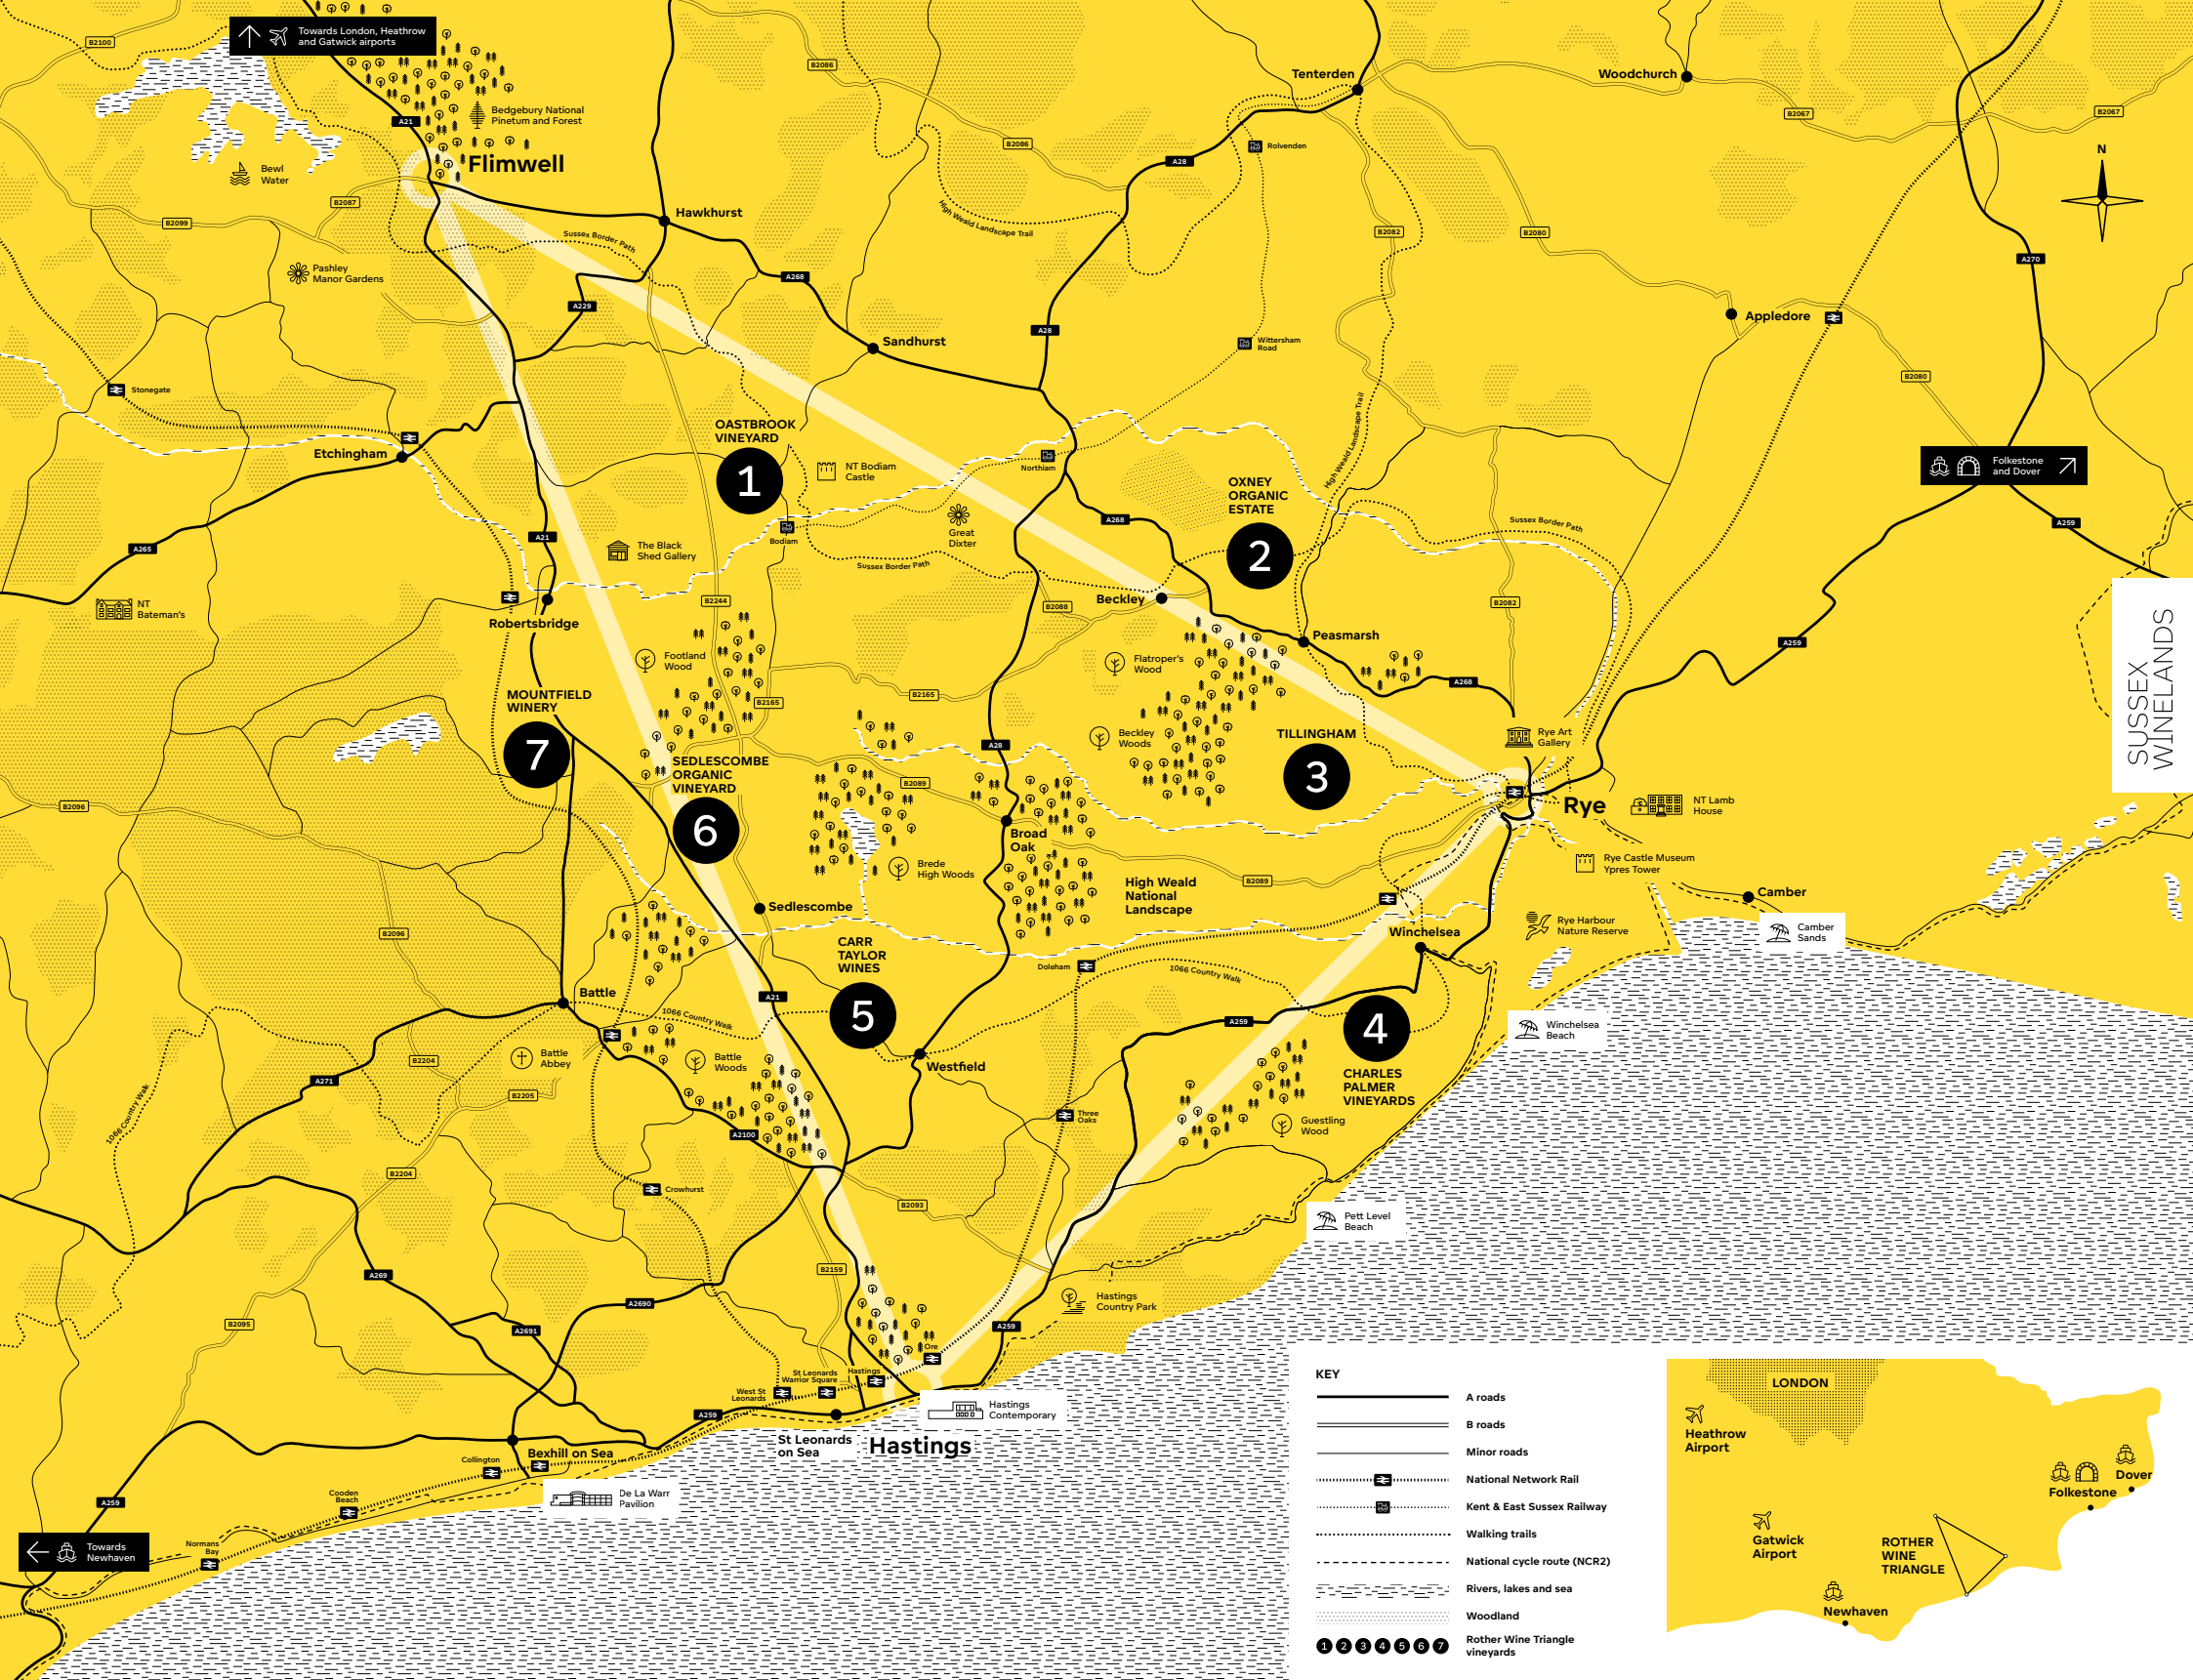 B2100
Towards London, Heathrow
and Gatwick airports
A21
Bedgebury National
Pinetum and Forest
Flimwell
Bewl
Water
B2087
B2099
Pashley
Manor Gardens
Hawkhurst
Sussex Border Path
A229
A268
Sandhurst
B2086
B2086
High Weald Landscape Trail
A28
A28
Tenterden
Rolvenden
Wittersham
Road
B2082
B2080
Woodchurch
B2067
B2067
N
A270
Appledore
B2080
Folkestone
and Dover
A259
SUSSEX
WINELANDS
Stonegate
Etchingham
A265
NT
Bateman's
A21
Robertsbridge
OASTBROOK
VINEYARD
1
NT Bodiam
Castle
Bodiam
The Black
Shed Gallery
Northiam
Great
Dixter
Sussex Border Path
A268
OXNEY
ORGANIC
ESTATE
2
High Weald Landscape Trail
Sussex Border Path
Beckley
B2088
B2244
B2082
Peasmarsh
A268
A259
Footland
Wood
B2165
B2165
Flatroper's
Wood
Beckley
Woods
MOUNTFIELD
WINERY
7
SEDLESCOMBE
ORGANIC
VINEYARD
6
A28
B2089
TILLINGHAM
3
Rye Art
Gallery
Rye
NT Lamb
House
Rye Castle Museum
Ypres Tower
Camber
Camber
Sands
Rye Harbour
Nature Reserve
B2096
B2096
Broad
Oak
Brede
High Woods
B2089
High Weald
National
Landscape
Sedlescombe
CARR
TAYLOR
WINES
5
Winchelsea
Doleham
1066 Country Walk
Winchelsea
Beach
Battle
1066 Country Walk
A21
A259
4
CHARLES
PALMER
VINEYARDS
Battle
Abbey
Battle
Woods
Westfield
B2204
A271
B2205
1066 Country Walk
A2100
Three
Oaks
Guestling
Wood
B2204
Crowhurst
B2093
Pett Level
Beach
A269
B2159
A2690
B2095
A2691
Hastings
Country Park
A259
Ore
Hastings
St Leonards
Warrior Square
West St
Leonards
A259
Hastings
Contemporary
St Leonards
on Sea
Hastings
Bexhill on Sea
Collington
Cooden
Beach
De La Warr
Pavilion
A259
Normans
Bay
Towards
Newhaven
KEY
A roads
B roads
Minor roads
National Network Rail
Kent & East Sussex Railway
Walking trails
National cycle route (NCR2)
Rivers, lakes and sea
Woodland
1 2 3 4 5 6 7
Rother Wine Triangle
vineyards
LONDON
Heathrow
Airport
Gatwick
Airport
Dover
Folkestone
ROTHER
WINE
TRIANGLE
Newhaven